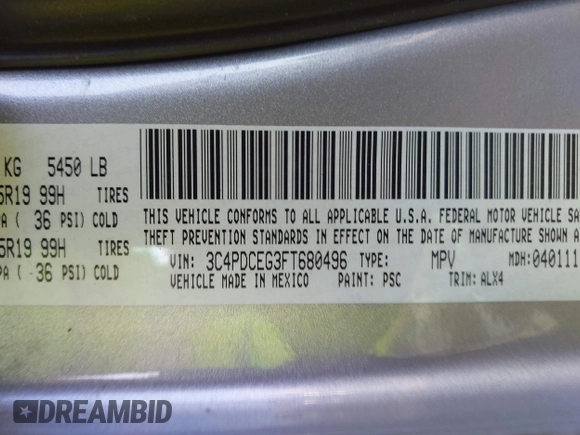 KG 5450 LB
5R19 99H TIRES
PA ( 36 PSI) COLD
5R19 99H TIRES
PA ( 36 PSI) COLD
THIS VEHICLE CONFORMS TO ALL APPLICABLE U.S.A. FEDERAL MOTOR VEHICLE SA
THEFT PREVENTION STANDARDS IN EFFECT ON THE DATE OF MANUFACTURE SHOWN A
VIN: 3C4PDCEG3FT680496 TYPE: MPV MDH: 040111
VEHICLE MADE IN MEXICO PAINT: PSC TRIM: ALX4
DREAMBID